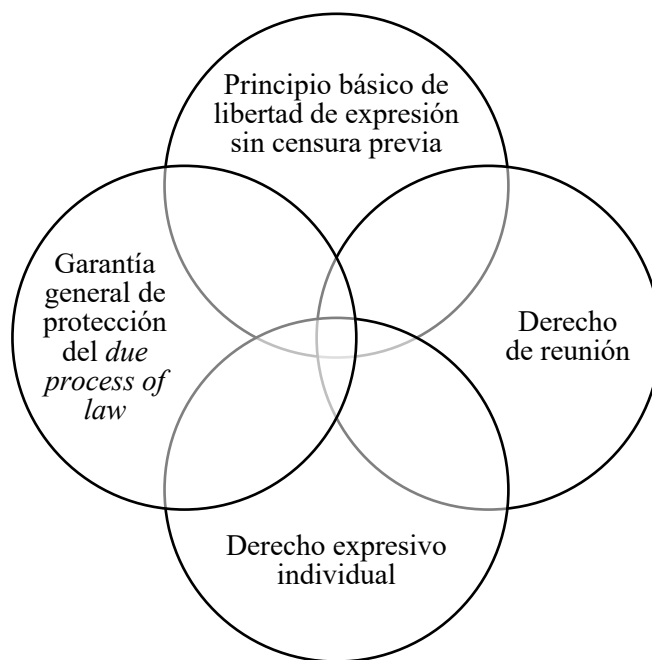 Principio básico de
libertad de expresión
sin censura previa
Garantía
general de
protección
del due
process of
law
Derecho
de reunión
Derecho expresivo
individual